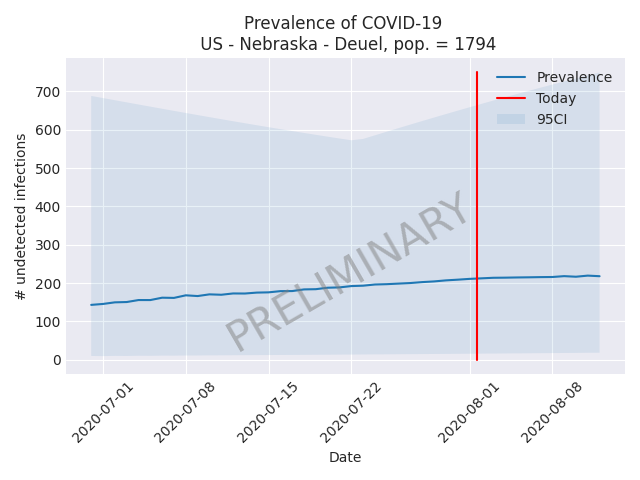 Prevalence of COVID-19
US - Nebraska - Deuel, pop. = 1794
Prevalence
Today
95CI
# undetected infections
700
600
500
400
300
200
100
0
PRELIMINARY
2020-07-01
2020-07-08
2020-07-15
2020-07-22
2020-08-01
2020-08-08
Date